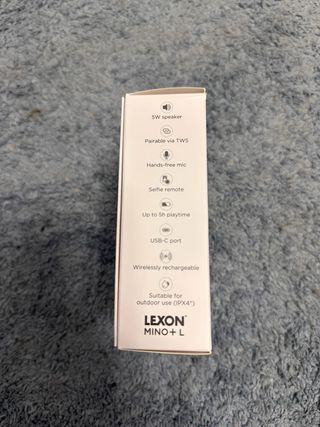 5W speaker
Pairable via TWS
Hands-free mic
Selfie remote
Up to 5h playtime
USB-C port
Wirelessly rechargeable
Suitable for
outdoor use (IPX4*)
LEXON
MINO+ L